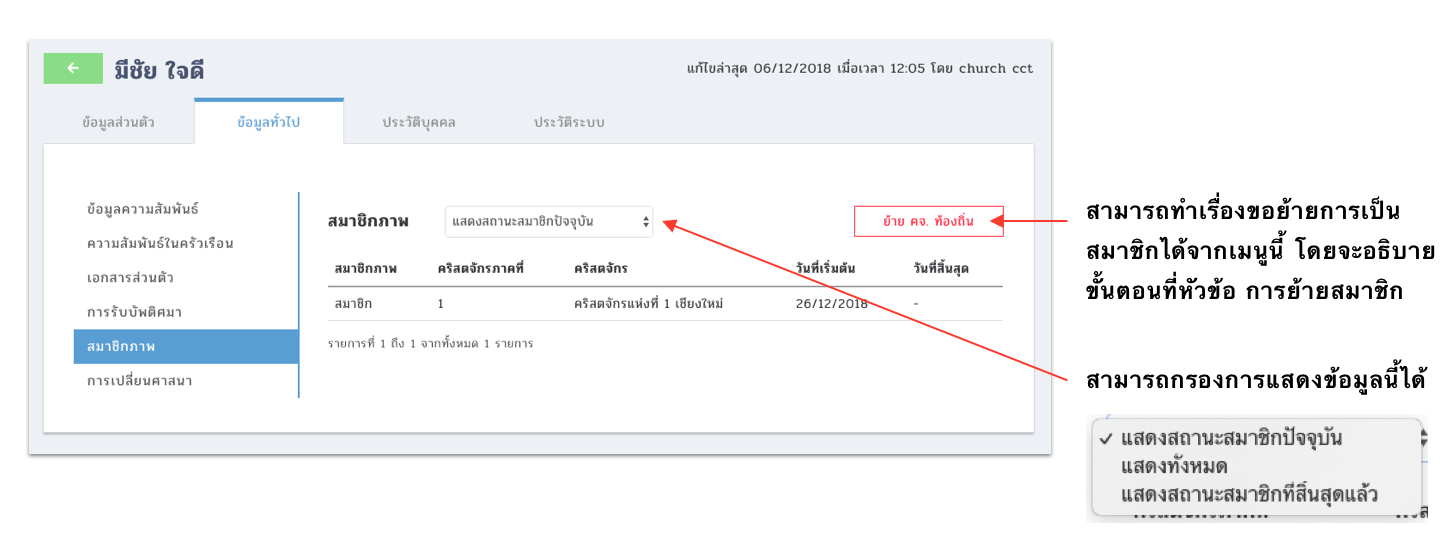 มีชัย ใจดี
แก้ไขล่าสุด 06/12/2018 เมื่อเวลา 12:05 โดย church cct
ข้อมูลส่วนตัว ข้อมูลทั่วไป ประวัติบุคคล ประวัติระบบ
ข้อมูลความสัมพันธ์
ความสัมพันธ์ในครัวเรือน
เอกสารส่วนตัว
การรับบัพติศมา
สมาชิกภาพ
การเปลี่ยนศาสนา
สมาชิกภาพ แสดงสถานะสมาชิกปัจจุบัน ย้าย คจ. ท้องถิ่น
สมาชิกภาพ คริสตจักรภาคที่ คริสตจักร วันที่เริ่มต้น วันที่สิ้นสุด
สมาชิก 1 คริสตจักรแห่งที่ 1 เชียงใหม่ 26/12/2018 -
รายการที่ 1 ถึง 1 จากทั้งหมด 1 รายการ
สามารถทำเรื่องขอย้ายการเป็น
สมาชิกได้จากเมนูนี้ โดยจะอธิบาย
ขั้นตอนที่หัวข้อ การย้ายสมาชิก
สามารถกรองการแสดงข้อมูลนี้ได้
✓ แสดงสถานะสมาชิกปัจจุบัน
แสดงทั้งหมด
แสดงสถานะสมาชิกที่สิ้นสุดแล้ว